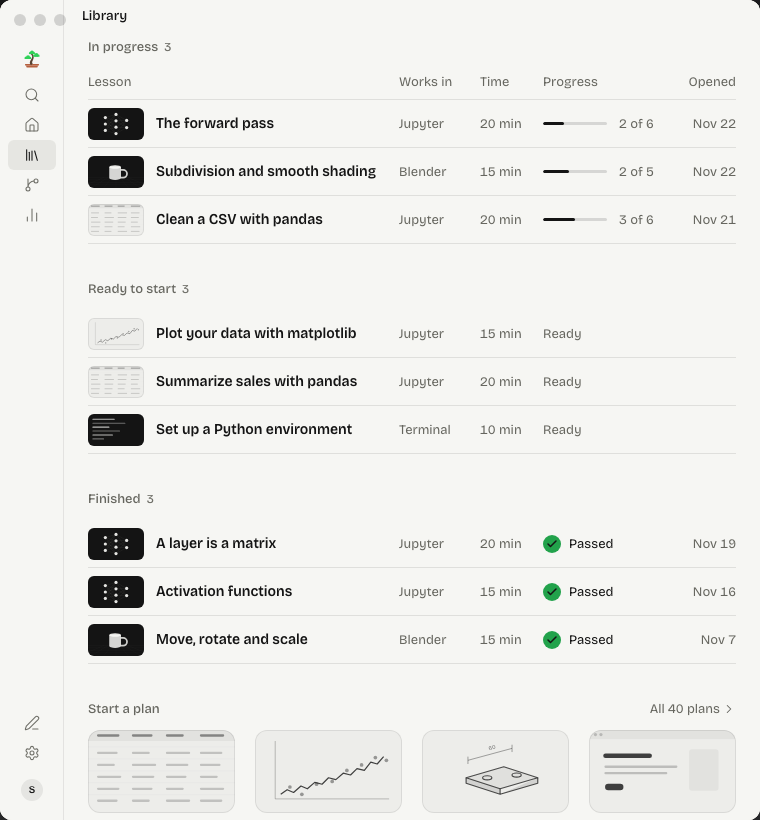 Library
In progress 3
Lesson Works in Time Progress Opened
The forward pass Jupyter 20 min 2 of 6 Nov 22
Subdivision and smooth shading Blender 15 min 2 of 5 Nov 22
Clean a CSV with pandas Jupyter 20 min 3 of 6 Nov 21
Ready to start 3
Plot your data with matplotlib Jupyter 15 min Ready
Summarize sales with pandas Jupyter 20 min Ready
Set up a Python environment Terminal 10 min Ready
Finished 3
A layer is a matrix Jupyter 20 min Passed Nov 19
Activation functions Jupyter 15 min Passed Nov 16
Move, rotate and scale Blender 15 min Passed Nov 7
Start a plan All 40 plans
80
S